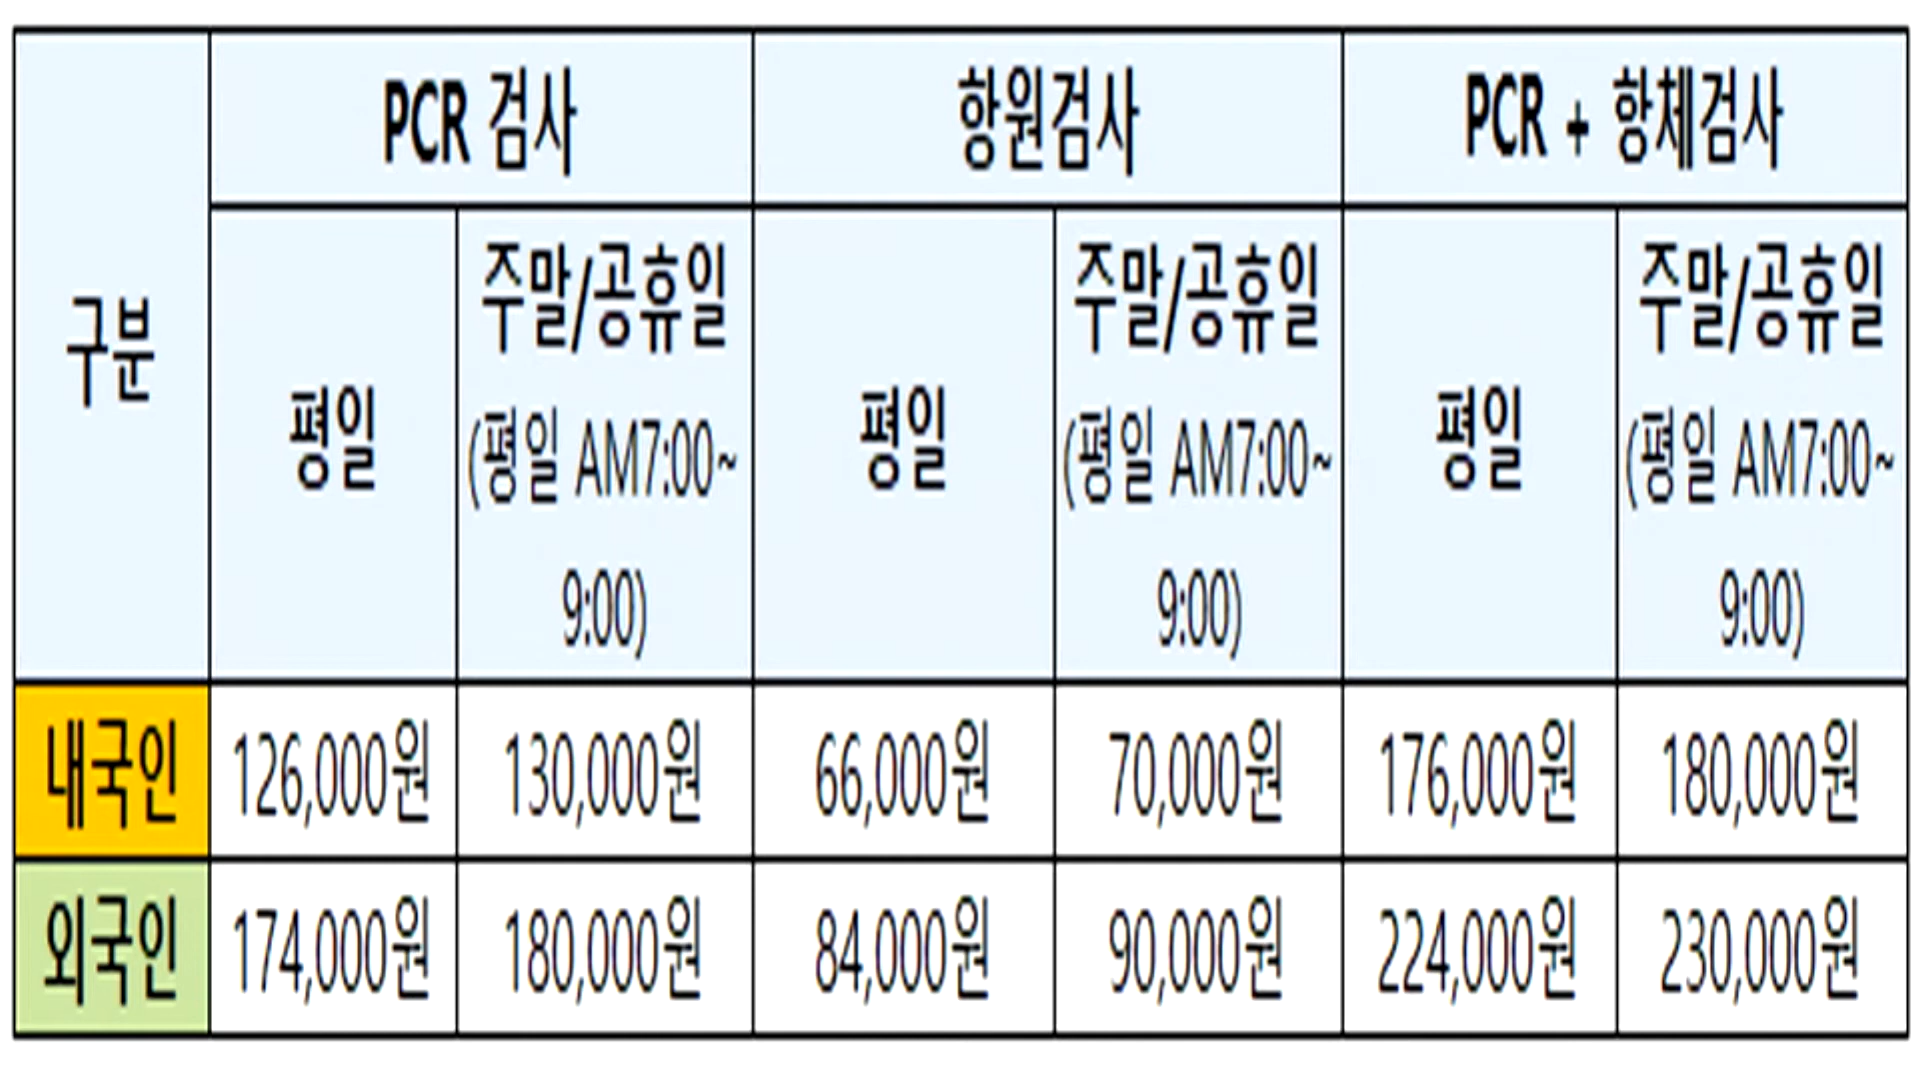 구분 PCR 검사 항원검사 PCR + 항체검사
평일 주말/공휴일 평일 주말/공휴일 평일 주말/공휴일
(평일 AM7:00~ (평일 AM7:00~ (평일 AM7:00~
9:00) 9:00) 9:00)
내국인 126,000원 130,000원 66,000원 70,000원 176,000원 180,000원
외국인 174,000원 180,000원 84,000원 90,000원 224,000원 230,000원